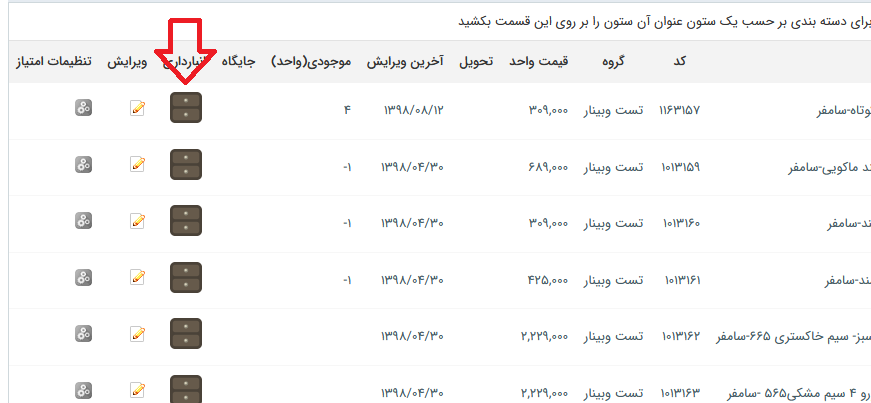 برای دسته بندی بر حسب یک ستون عنوان آن ستون را بر روی این قسمت بکشید
کد گروه قیمت واحد تحویل آخرین ویرایش موجودی(واحد) جایگاه انبارداری ویرایش تنظیمات امتیاز
کوتاه-سامفر ۱۱۶۳۱۵۷ تست وبینار ۳۰۹,۰۰۰ ۱۳۹۸/۰۸/۱۲ ۴
ماکویی-سامفر ۱۰۱۳۱۵۹ تست وبینار ۶۸۹,۰۰۰ ۱۳۹۸/۰۴/۳۰ -۱
سامفر ۱۰۱۳۱۶۰ تست وبینار ۳۰۹,۰۰۰ ۱۳۹۸/۰۴/۳۰ -۱
سامفر ۱۰۱۳۱۶۱ تست وبینار ۴۲۵,۰۰۰ ۱۳۹۸/۰۴/۳۰ -۱
سبز- سیم خاکستری ۶۶۵-سامفر ۱۰۱۳۱۶۲ تست وبینار ۲,۲۲۹,۰۰۰ ۱۳۹۸/۰۴/۳۰
۴ سیم مشکی۵۶۵ -سامفر ۱۰۱۳۱۶۳ تست وبینار ۲,۲۲۹,۰۰۰ ۱۳۹۸/۰۴/۳۰